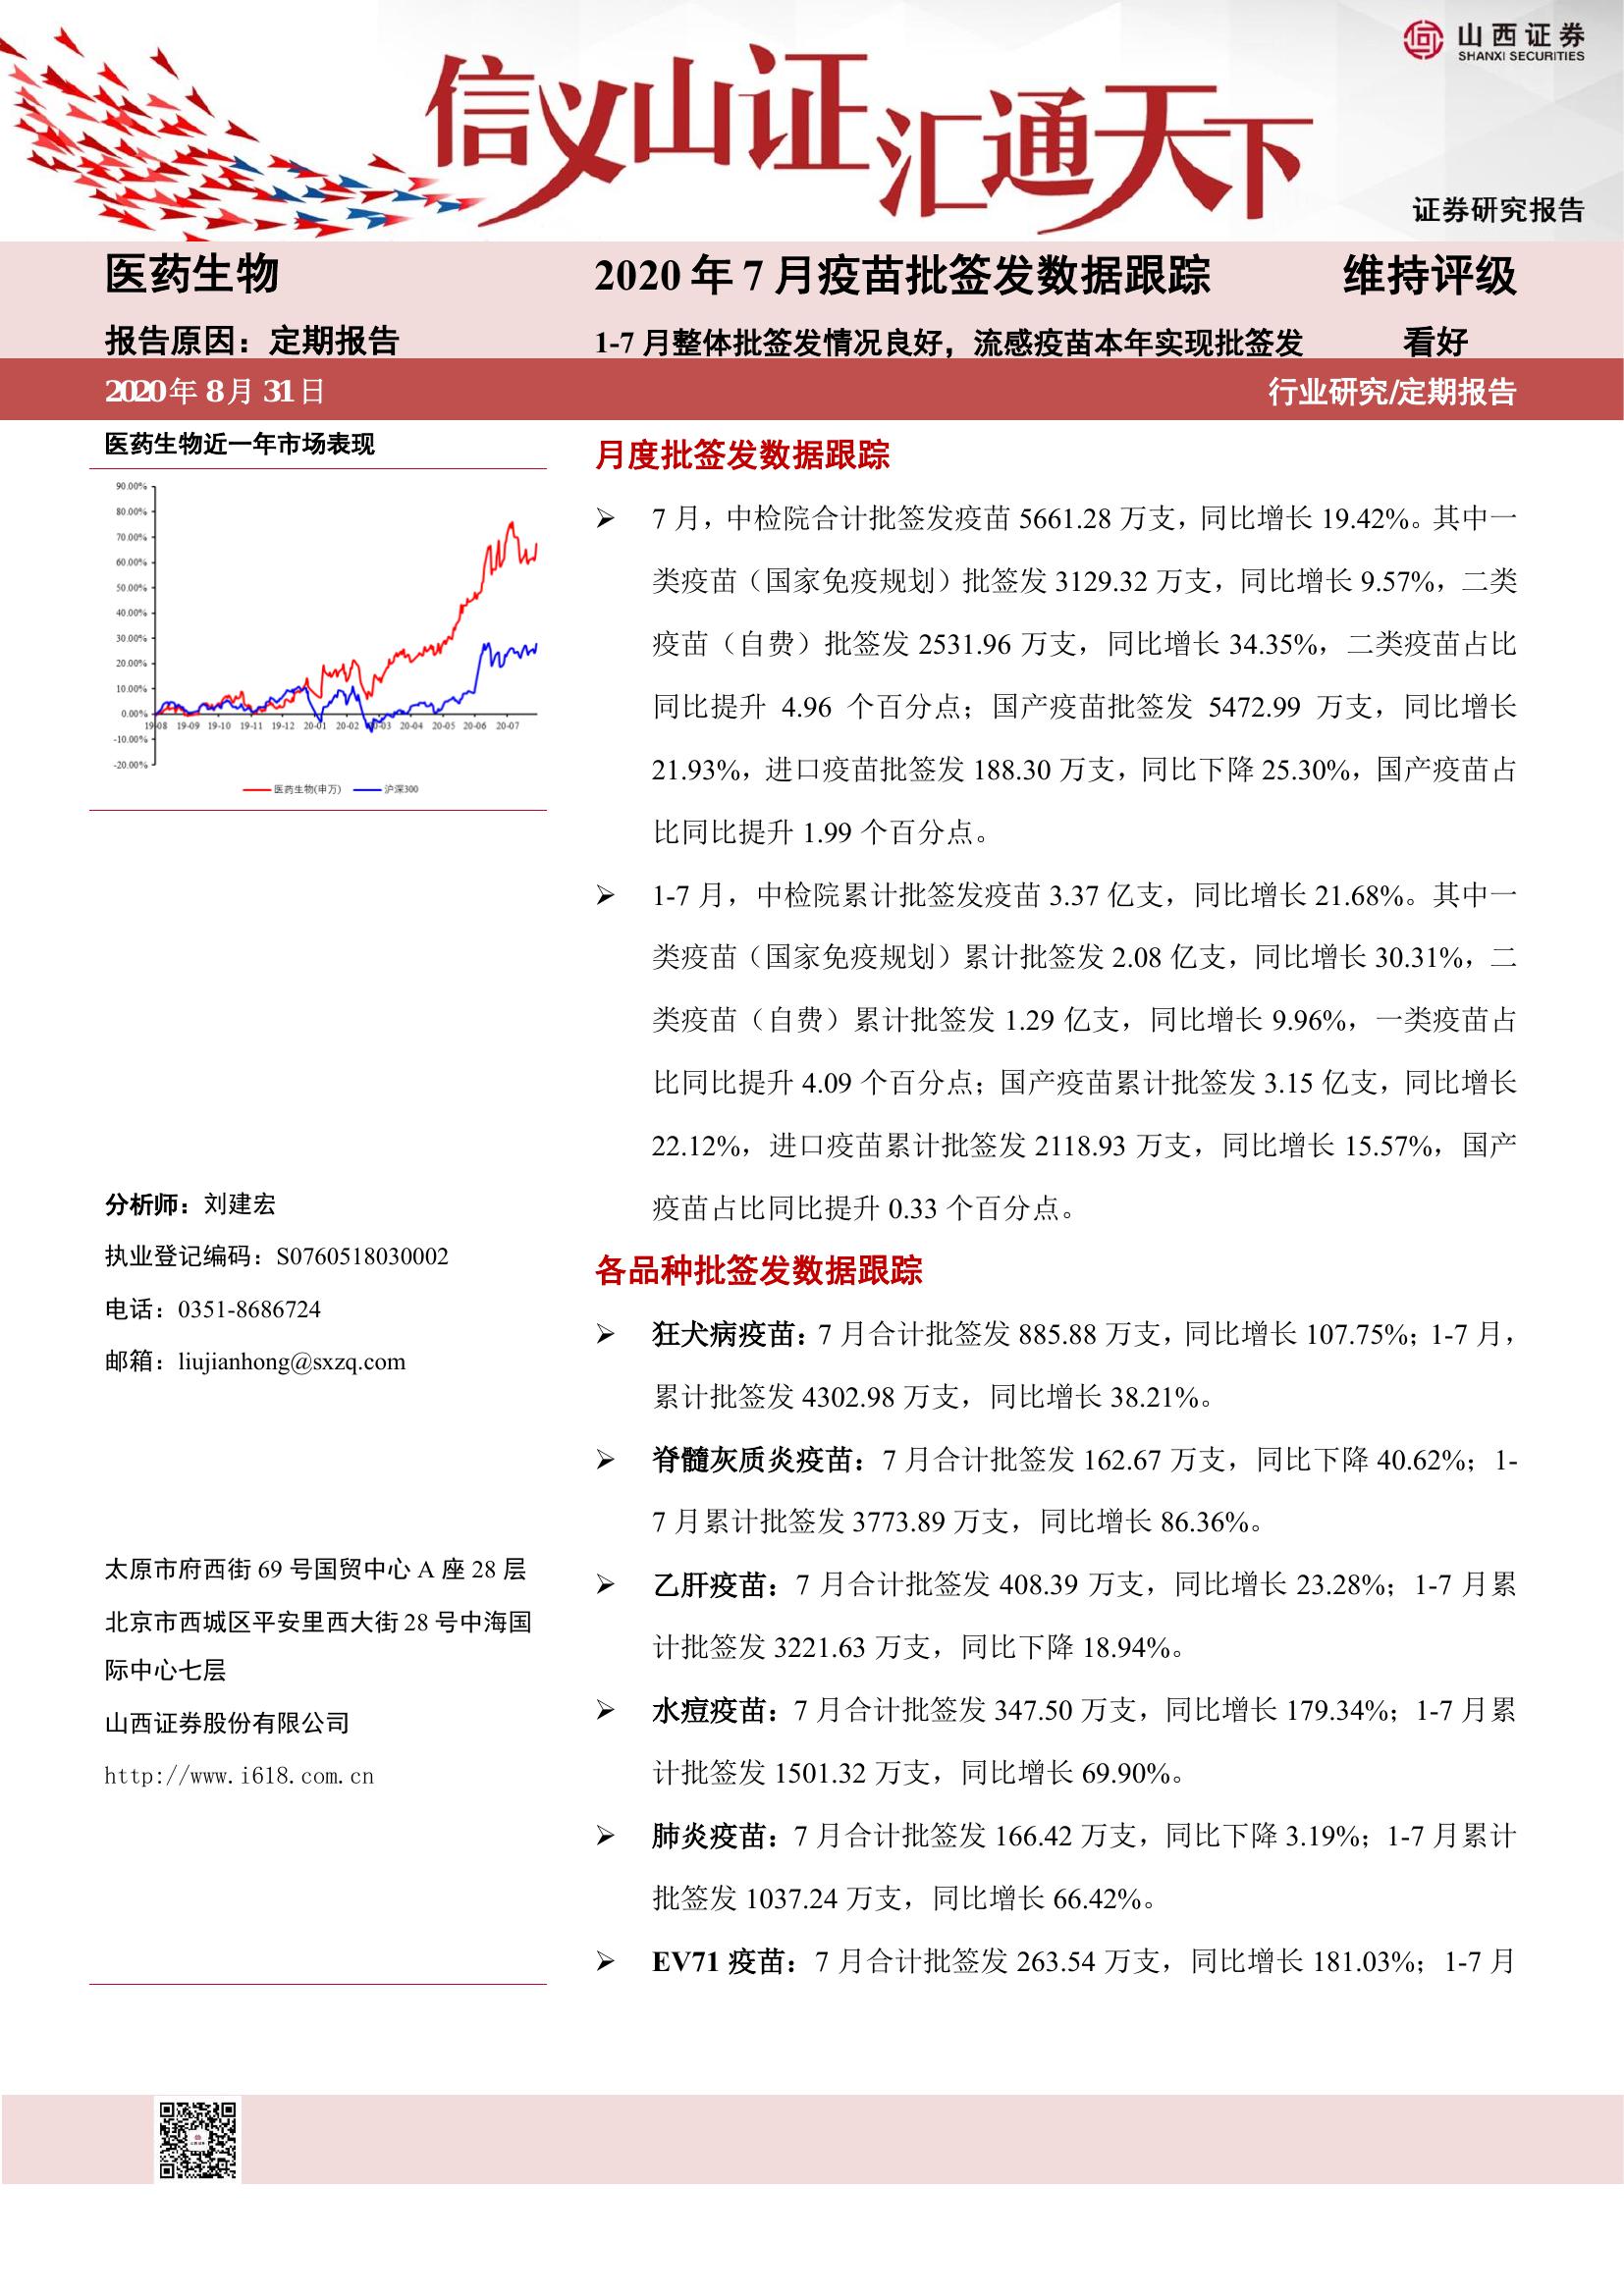 山西证券
SHANXI SECURITIES
信义山证汇通天下
证券研究报告
医药生物
2020 年 7 月疫苗批签发数据跟踪
维持评级
报告原因：定期报告
1-7 月整体批签发情况良好，流感疫苗本年实现批签发
看好
2020 年 8 月 31 日
行业研究/定期报告
医药生物近一年市场表现
90.00%
80.00%
70.00%
60.00%
50.00%
40.00%
30.00%
20.00%
10.00%
0.00%
-10.00%
-20.00%
19-08 19-09 19-10 19-11 19-12 20-01 20-02 20-03 20-04 20-05 20-06 20-07
医药生物(申万) 沪深300
分析师：刘建宏
执业登记编码：S0760518030002
电话：0351-8686724
邮箱：liujianhong@sxzq.com
太原市府西街 69 号国贸中心 A 座 28 层
北京市西城区平安里西大街 28 号中海国
际中心七层
山西证券股份有限公司
http://www.i618.com.cn
月度批签发数据跟踪
➢ 7 月，中检院合计批签发疫苗 5661.28 万支，同比增长 19.42%。其中一
类疫苗（国家免疫规划）批签发 3129.32 万支，同比增长 9.57%，二类
疫苗（自费）批签发 2531.96 万支，同比增长 34.35%，二类疫苗占比
同比提升 4.96 个百分点；国产疫苗批签发 5472.99 万支，同比增长
21.93%，进口疫苗批签发 188.30 万支，同比下降 25.30%，国产疫苗占
比同比提升 1.99 个百分点。
➢ 1-7 月，中检院累计批签发疫苗 3.37 亿支，同比增长 21.68%。其中一
类疫苗（国家免疫规划）累计批签发 2.08 亿支，同比增长 30.31%，二
类疫苗（自费）累计批签发 1.29 亿支，同比增长 9.96%，一类疫苗占
比同比提升 4.09 个百分点；国产疫苗累计批签发 3.15 亿支，同比增长
22.12%，进口疫苗累计批签发 2118.93 万支，同比增长 15.57%，国产
疫苗占比同比提升 0.33 个百分点。
各品种批签发数据跟踪
➢ 狂犬病疫苗：7 月合计批签发 885.88 万支，同比增长 107.75%；1-7 月，
累计批签发 4302.98 万支，同比增长 38.21%。
➢ 脊髓灰质炎疫苗：7 月合计批签发 162.67 万支，同比下降 40.62%；1-
7 月累计批签发 3773.89 万支，同比增长 86.36%。
➢ 乙肝疫苗：7 月合计批签发 408.39 万支，同比增长 23.28%；1-7 月累
计批签发 3221.63 万支，同比下降 18.94%。
➢ 水痘疫苗：7 月合计批签发 347.50 万支，同比增长 179.34%；1-7 月累
计批签发 1501.32 万支，同比增长 69.90%。
➢ 肺炎疫苗：7 月合计批签发 166.42 万支，同比下降 3.19%；1-7 月累计
批签发 1037.24 万支，同比增长 66.42%。
➢ EV71 疫苗：7 月合计批签发 263.54 万支，同比增长 181.03%；1-7 月